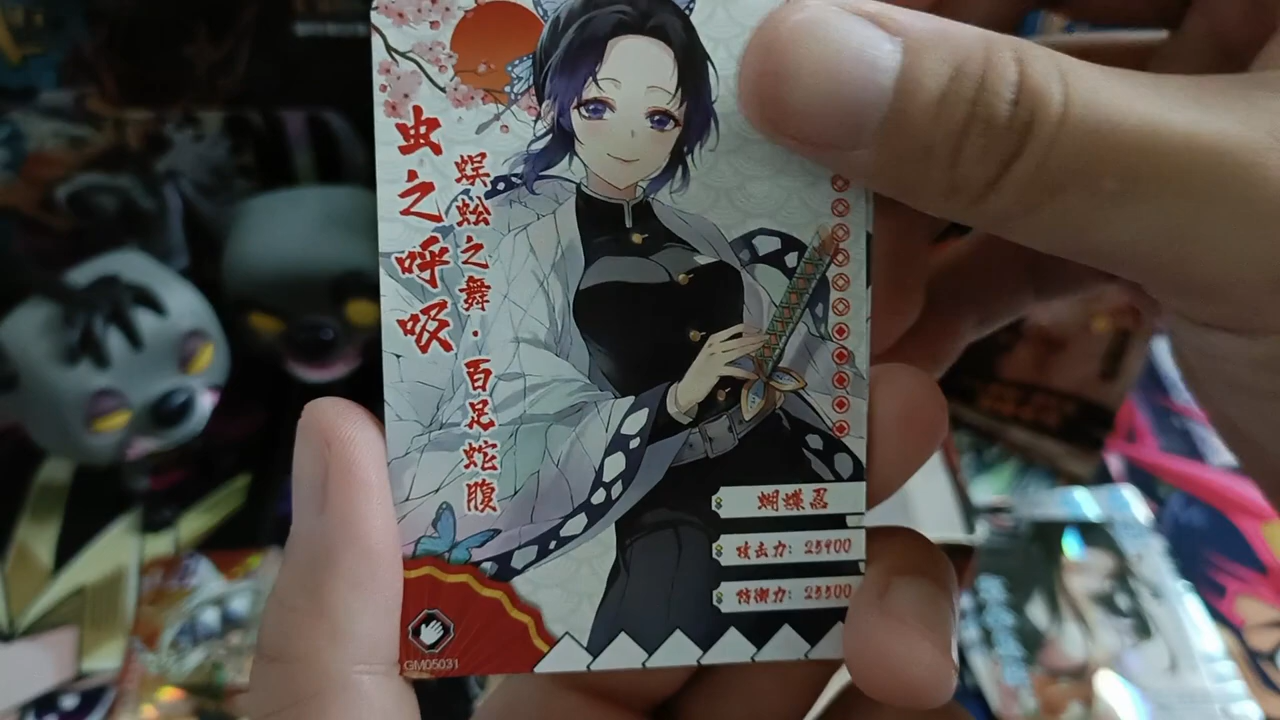 虫之呼吸
蜈蚣之舞·百足蛇腹
蝴蝶忍
攻击力: 25900
防御力: 25500
GM05031